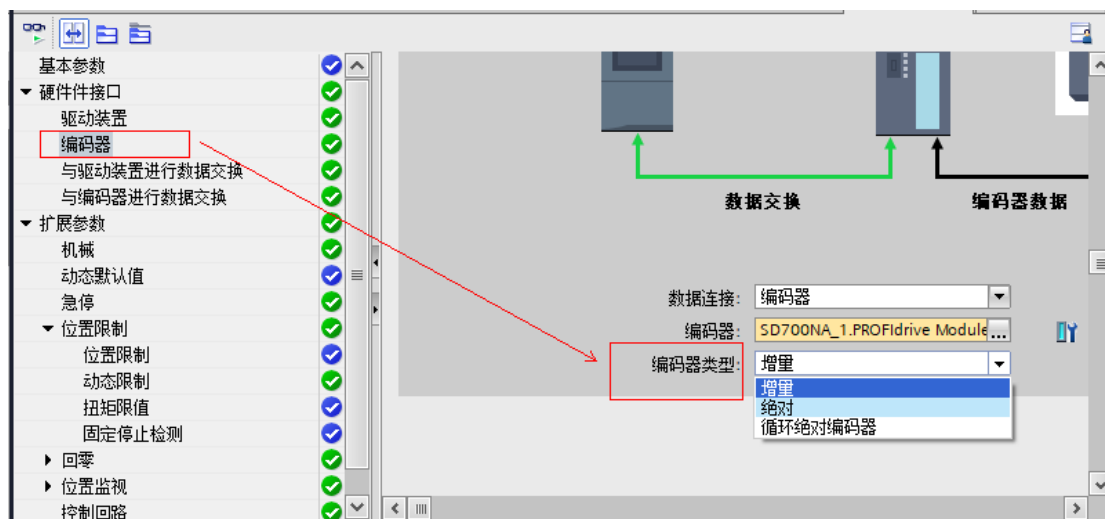 基本参数
硬件件接口
驱动装置
编码器
与驱动装置进行数据交换
与编码器进行数据交换
扩展参数
机械
动态默认值
急停
位置限制
位置限制
动态限制
扭矩限值
固定停止检测
回零
位置监视
控制回路
数据交换
编码器数据
数据连接: 编码器
编码器: SD700NA_1.PROFIdrive Module ...
编码器类型: 增量
增量
绝对
循环绝对编码器